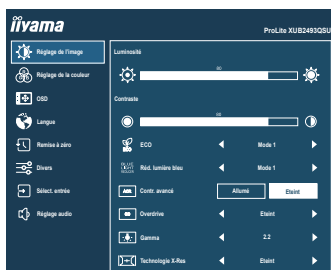 iiyama
ProLite XUB2493QSU
Réglage de l'image
Réglage de la couleur
OSD
Langue
Remise à zéro
Divers
Sélect. entrée
Réglage audio
Luminosité
80
Contraste
ECO
Mode 1
Réd. lumière bleu
Mode 1
Contr. avancé
Allumé
Eteint
Overdrive
Eteint
Gamma
2.2
Technologie X-Res
Eteint